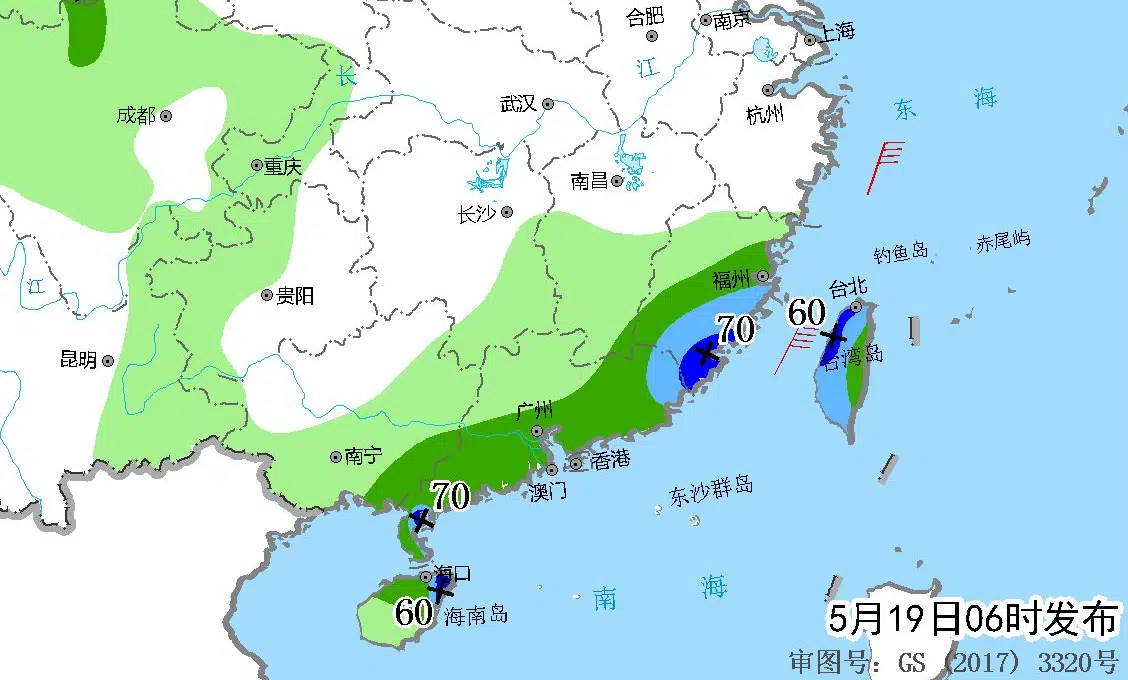 合肥
南京
上海
长
江
成都
武汉
杭州
东 海
重庆
南昌
长沙
钓鱼岛
赤尾屿
江
贵阳
福州
台北
70
60
昆明
台湾岛
广州
南宁
香港
70
澳门
东沙群岛
海口
60
海南岛
南 海
5月19日06时发布
审图号: GS (2017) 3320号